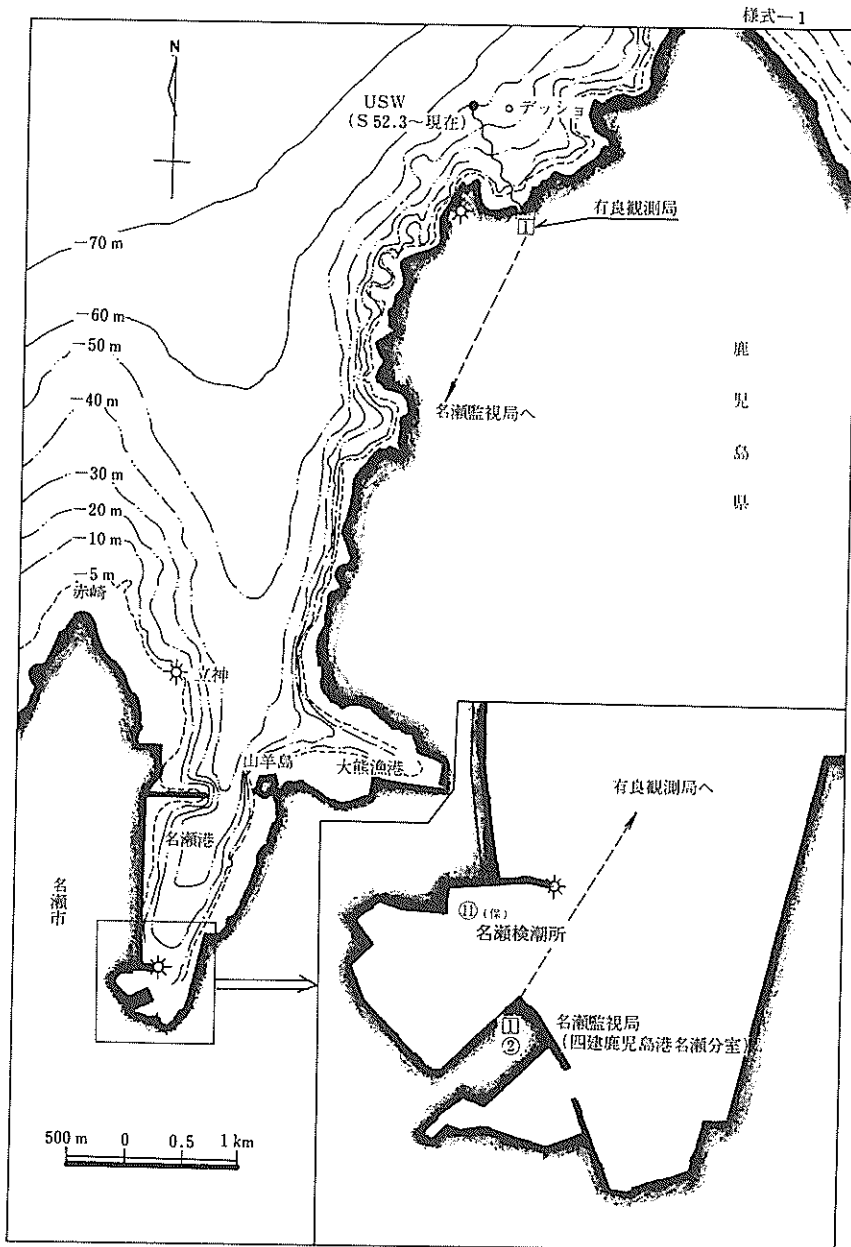 様式－1
N
USW
(S 52.3～現在)
デッショ
有良観測局
1
−70 m
−60 m
−50 m
−40 m
−30 m
−20 m
−10 m
−5 m
名瀬監視局へ
鹿児島県
赤崎
立神
山羊島
大熊漁港
名瀬港
名瀬市
有良観測局へ
⑪(保)
名瀬検潮所
1
②
名瀬監視局
(四建鹿児島港名瀬分室)
500 m 0 0.5 1 km